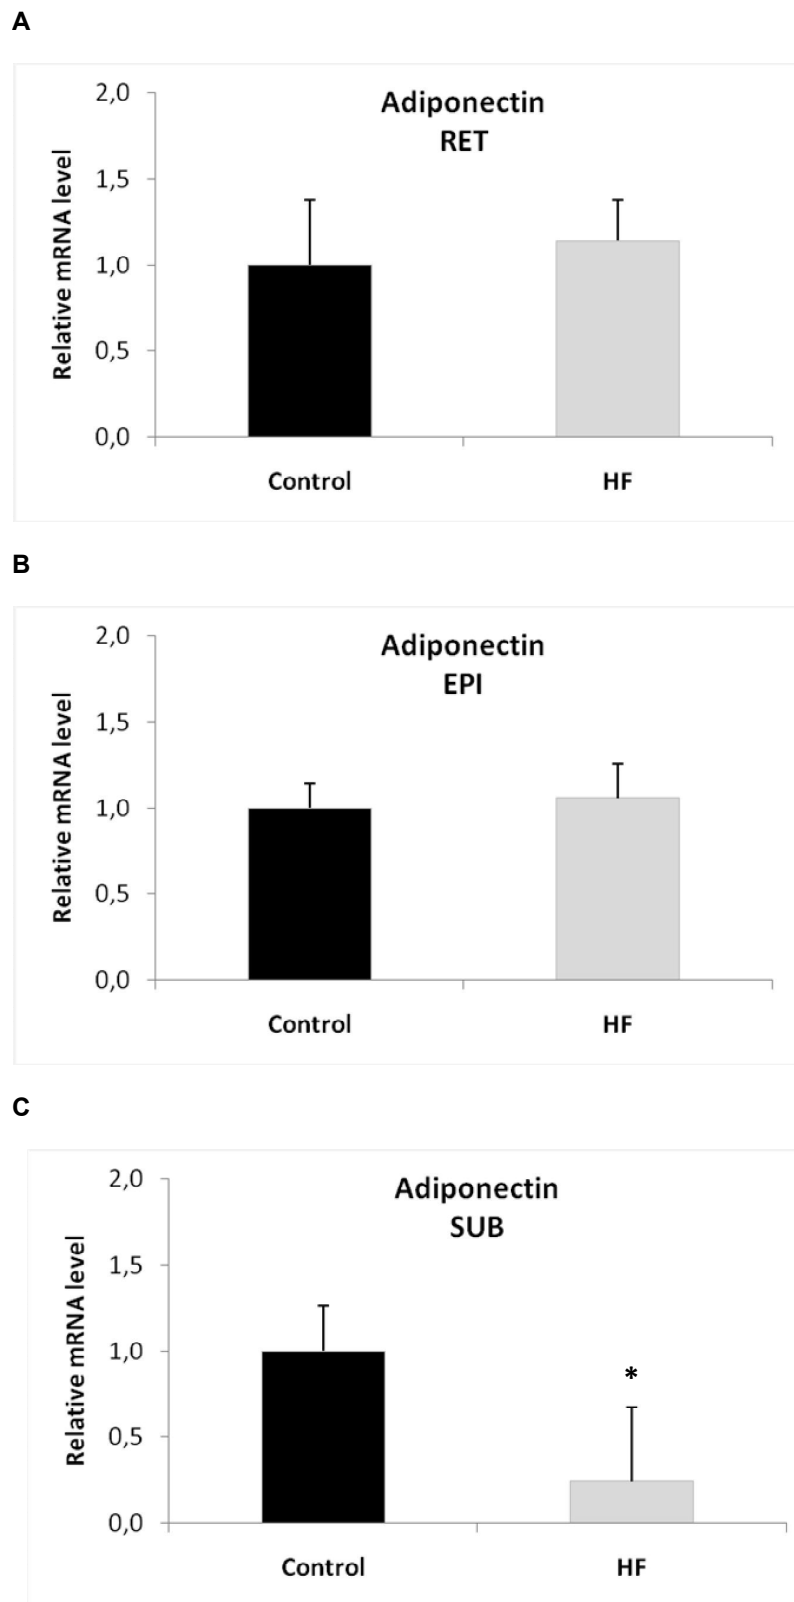 A
Adiponectin
RET
Relative mRNA level
2,0
1,5
1,0
0,5
0,0
Control HF
B
Adiponectin
EPI
Relative mRNA level
2,0
1,5
1,0
0,5
0,0
Control HF
C
Adiponectin
SUB
Relative mRNA level
2,0
1,5
1,0
0,5
0,0
*
Control HF